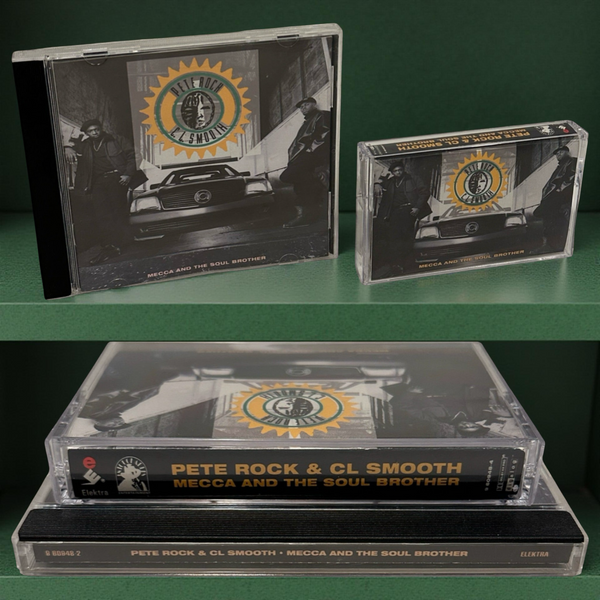 PETE ROCK
C.L. SMOOTH
MECCA AND THE SOUL BROTHER
PETE ROCK & CL SMOOTH
MECCA AND THE SOUL BROTHER
PETE ROCK
C.L. SMOOTH
MECCA AND THE SOUL BROTHER
PETE ROCK & CL SMOOTH
MECCA AND THE SOUL BROTHER
Elektra
9 60948-2
PETE ROCK & CL SMOOTH • MECCA AND THE SOUL BROTHER
ELEKTRA